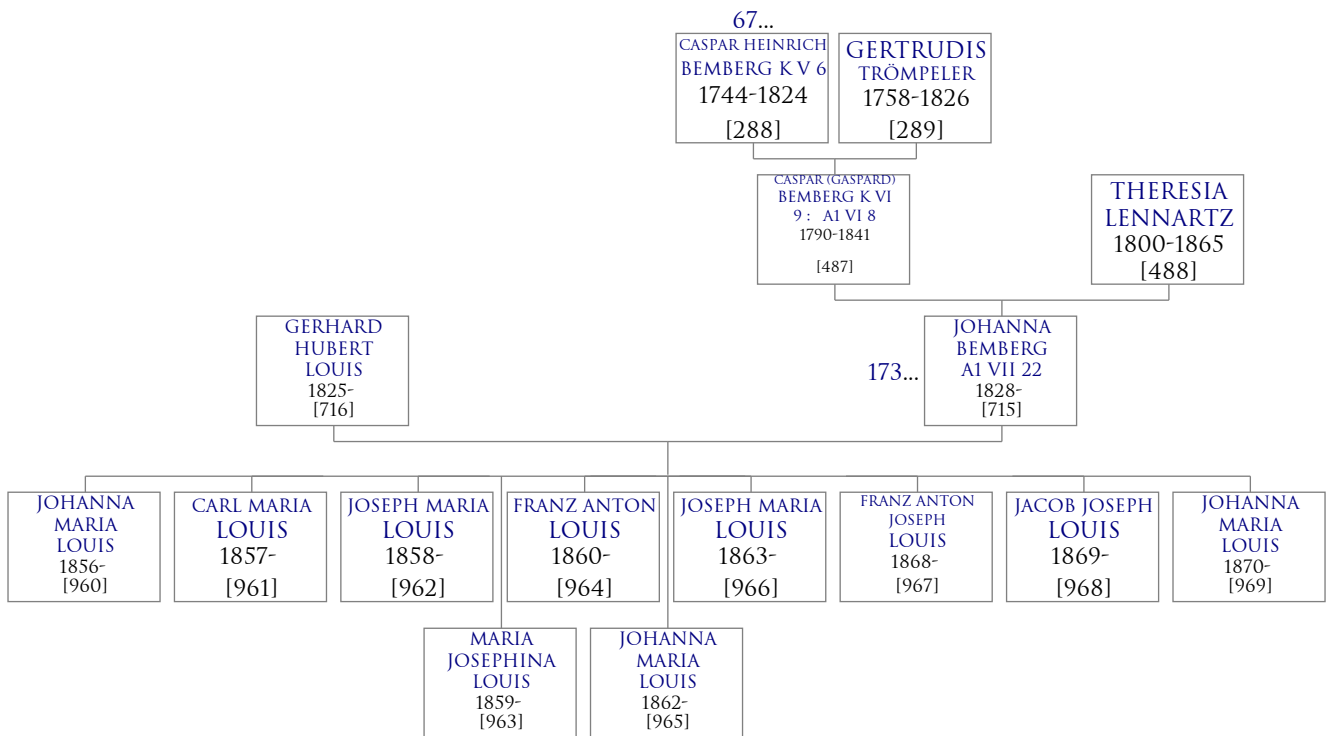 67...
CASPAR HEINRICH
BEMBERG K V 6
1744-1824
[288]
GERTRUDIS
TRÖMPELER
1758-1826
[289]
CASPAR (GASPARD)
BEMBERG K VI
9 : A1 VI 8
1790-1841
[487]
THERESIA
LENNARTZ
1800-1865
[488]
GERHARD
HUBERT
LOUIS
1825-
[716]
173...
JOHANNA
BEMBERG
A1 VII 22
1828-
[715]
JOHANNA
MARIA
LOUIS
1856-
[960]
CARL MARIA
LOUIS
1857-
[961]
JOSEPH MARIA
LOUIS
1858-
[962]
FRANZ ANTON
LOUIS
1860-
[964]
JOSEPH MARIA
LOUIS
1863-
[966]
FRANZ ANTON
JOSEPH
LOUIS
1868-
[967]
JACOB JOSEPH
LOUIS
1869-
[968]
JOHANNA
MARIA
LOUIS
1870-
[969]
MARIA
JOSEPHINA
LOUIS
1859-
[963]
JOHANNA
MARIA
LOUIS
1862-
[965]